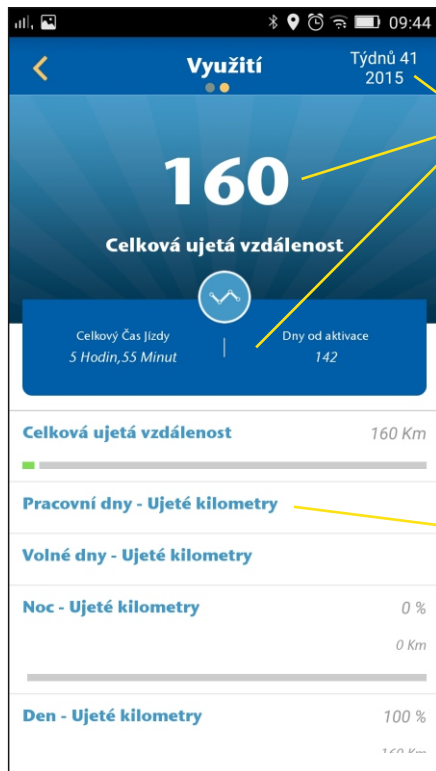 09:44
Využití
Týdnů 41
2015
160
Celková ujetá vzdálenost
Celkový Čas Jízdy
5 Hodin,55 Minut
Dny od aktivace
142
Celková ujetá vzdálenost 160 Km
Pracovní dny - Ujeté kilometry
Volné dny - Ujeté kilometry
Noc - Ujeté kilometry 0 %
0 Km
Den - Ujeté kilometry 100 %
160 Km